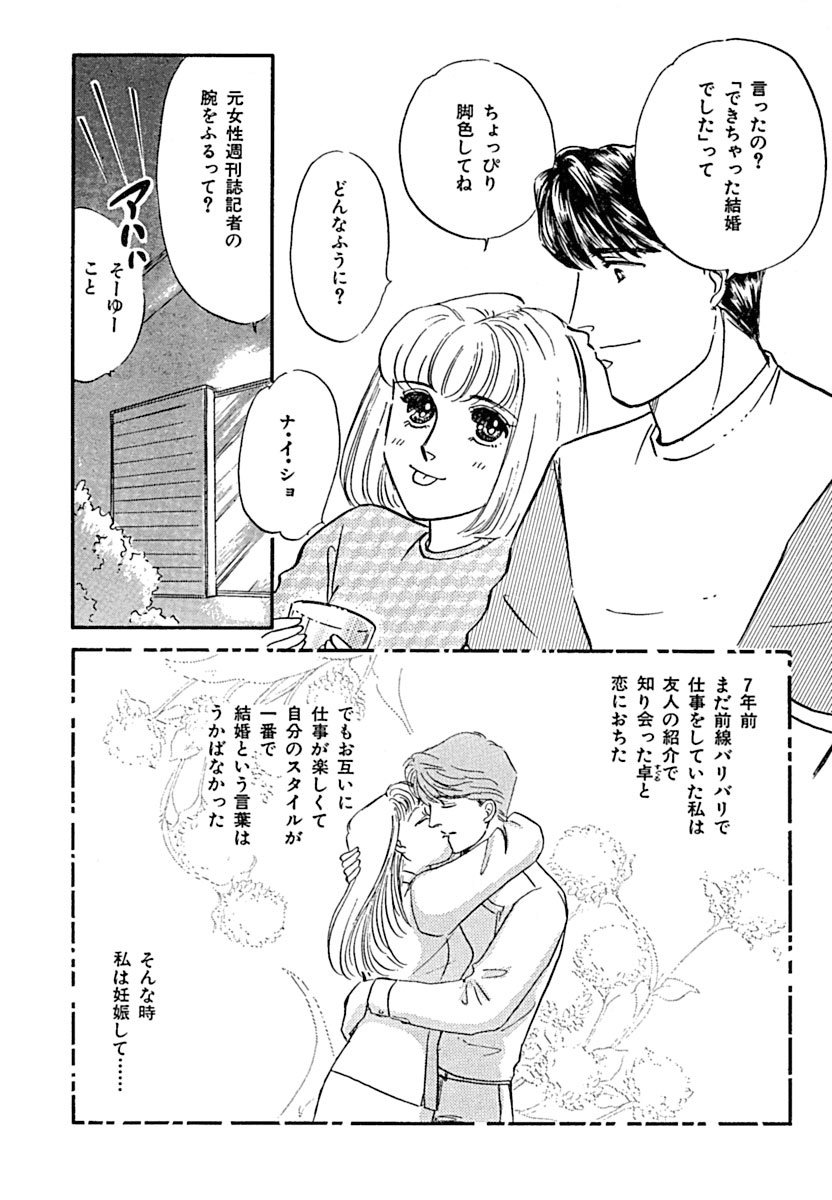 言ったの?
「できちゃった結婚
でした」って
ちょっぴり
脚色してね
どんなふうに?
ナ・イ・ショ
元女性週刊誌記者の
腕をふるって?
アハハ
そーゆー
こと
7年前
まだ前線バリバリで
仕事をしていた私は
友人の紹介で
知り会った卓と
恋におちた
でもお互いに
仕事が楽しくて
自分のスタイルが
一番で
結婚という言葉は
うかばなかった
そんな時
私は妊娠して……